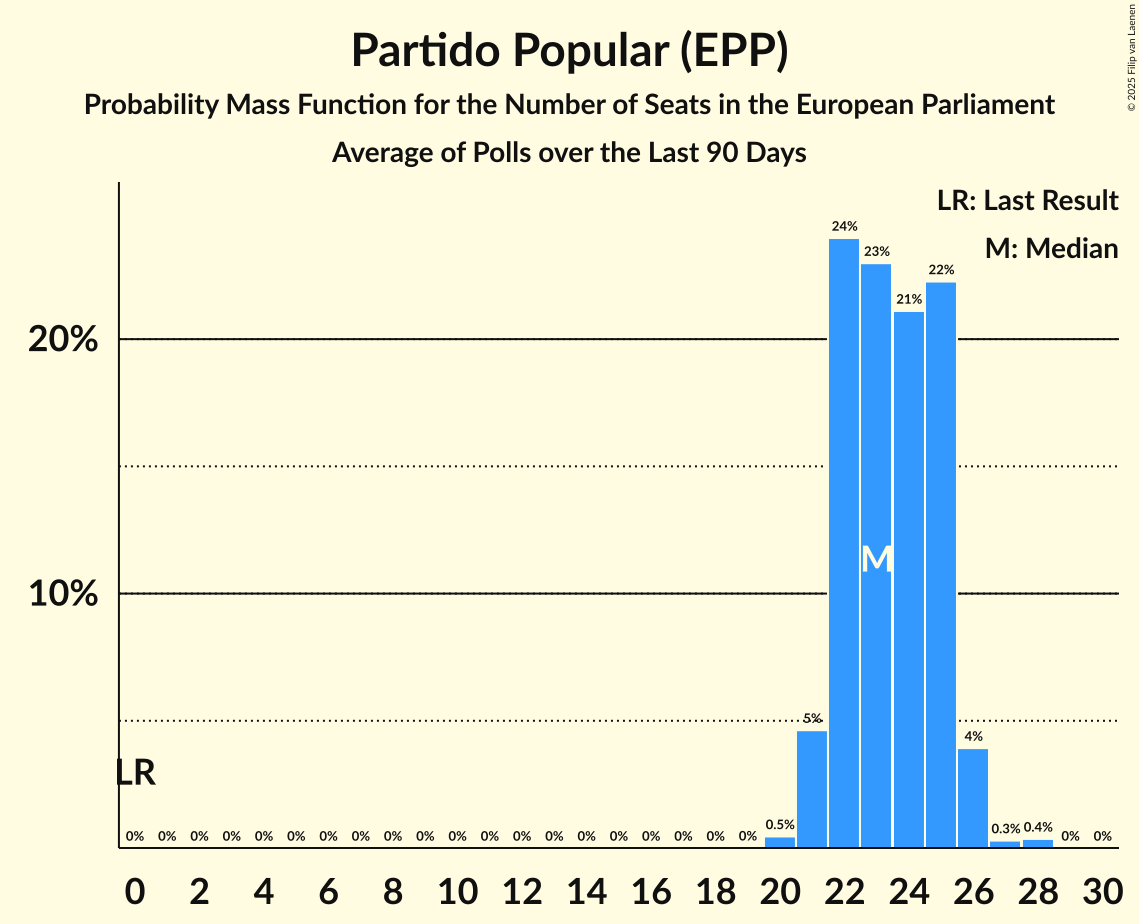 Partido Popular (EPP)
Probability Mass Function for the Number of Seats in the European Parliament
Average of Polls over the Last 90 Days
© 2025 Filip van Laenen
LR: Last Result
M: Median
24%
23%
22%
21%
20%
M
10%
5%
4%
LR
0% 0% 0% 0% 0% 0% 0% 0% 0% 0% 0% 0% 0% 0% 0% 0% 0% 0% 0% 0% 0.5% 0.3% 0.4% 0% 0%
0 2 4 6 8 10 12 14 16 18 20 22 24 26 28 30